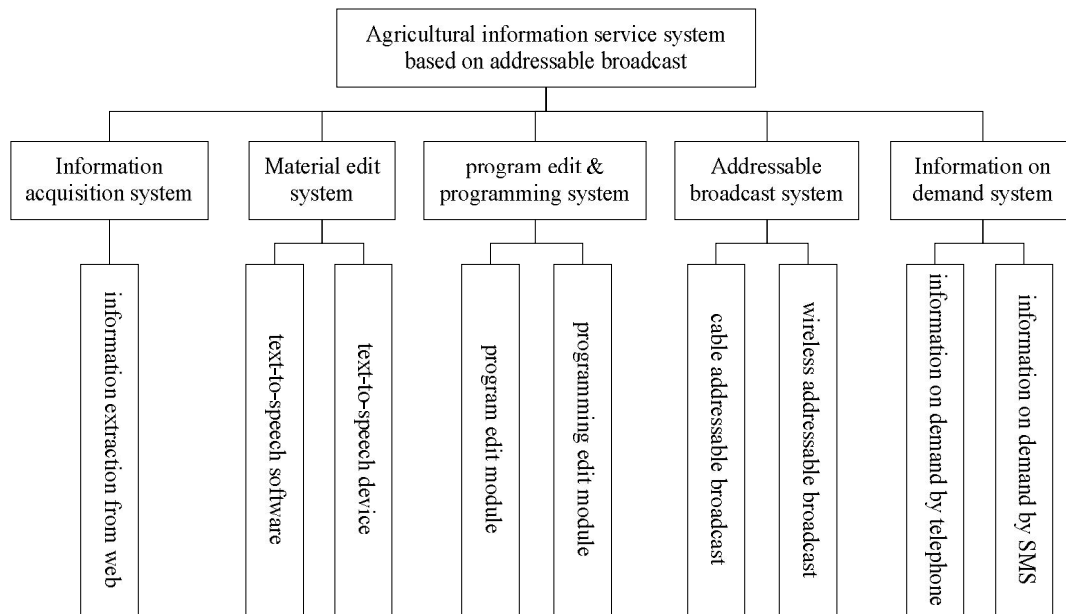 Agricultural information service system
based on addressable broadcast
Information
acquisition system
Material edit
system
program edit &
programming system
Addressable
broadcast system
Information on
demand system
information extraction from web
text-to-speech software
text-to-speech device
program edit module
programming edit module
cable addressable broadcast
wireless addressable broadcast
information on demand by telephone
information on demand by SMS